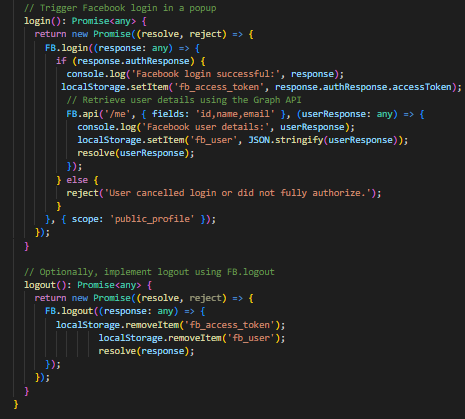 // Trigger Facebook login in a popup
login(): Promise<any> {
return new Promise((resolve, reject) => {
FB.login((response: any) => {
if (response.authResponse) {
console.log('Facebook login successful:', response);
localStorage.setItem('fb_access_token', response.authResponse.accessToken);
// Retrieve user details using the Graph API
FB.api('/me', { fields: 'id,name,email' }, (userResponse: any) => {
console.log('Facebook user details:', userResponse);
localStorage.setItem('fb_user', JSON.stringify(userResponse));
resolve(userResponse);
});
} else {
reject('User cancelled login or did not fully authorize.');
}
}, { scope: 'public_profile' });
});
}
// Optionally, implement logout using FB.logout
logout(): Promise<any> {
return new Promise((resolve, reject) => {
FB.logout((response: any) => {
localStorage.removeItem('fb_access_token');
localStorage.removeItem('fb_user');
resolve(response);
});
});
}
}